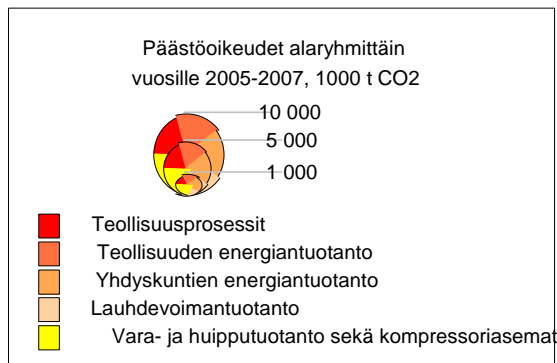 Päästöoikeudet alaryhmittäin
vuosille 2005-2007, 1000 t CO2
10 000
5 000
1 000
Teollisuusprosessit
Teollisuuden energiantuotanto
Yhdyskuntien energiantuotanto
Lauhdevoimantuotanto
Vara- ja huipputuotanto sekä kompressoriasemat